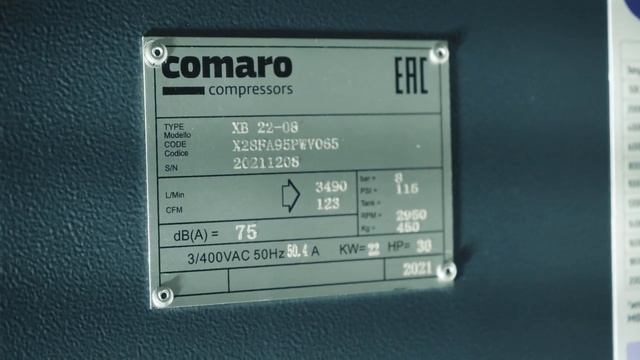 comaro
EAC
compressors
TYPE
Modello
XB 22-08
CODE
Codice
X28FA95PWV065
S/N
20211208
L/Min
3490
CFM
123
bar = 8
PSI = 115
Tank =
RPM = 2950
Kg = 450
dB(A) = 75
3/400VAC 50Hz 50.4 A KW= 22 HP= 30
2021